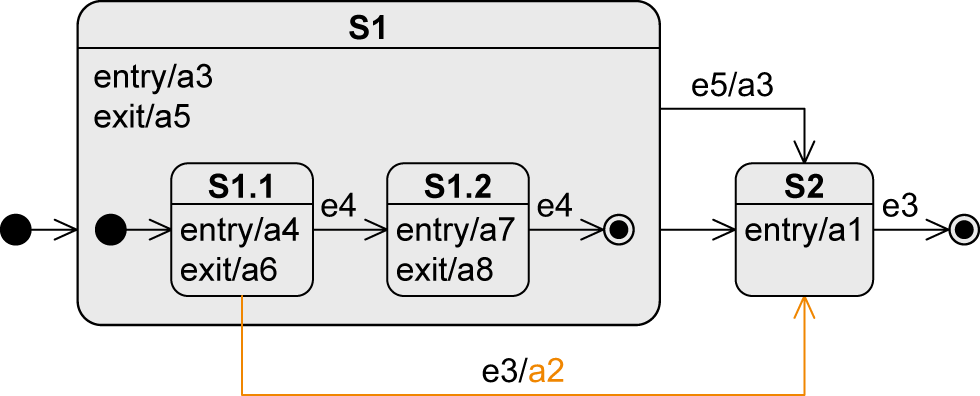 S1
entry/a3
exit/a5
e5/a3
S1.1
entry/a4
exit/a6
e4
S1.2
entry/a7
exit/a8
e4
S2
entry/a1
e3
e3/a2